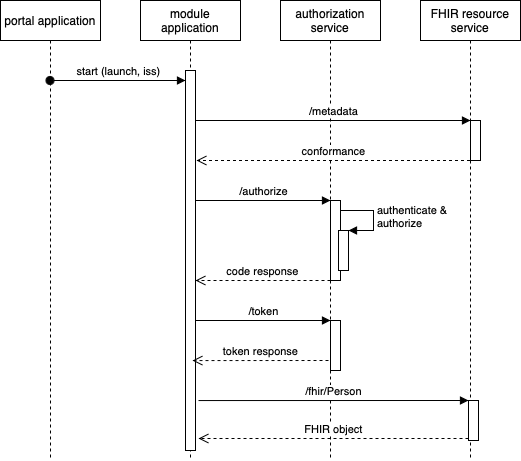 portal application
module
application
authorization
service
FHIR resource
service
start (launch, iss)
/metadata
conformance
/authorize
authenticate &
authorize
code response
/token
token response
/fhir/Person
FHIR object